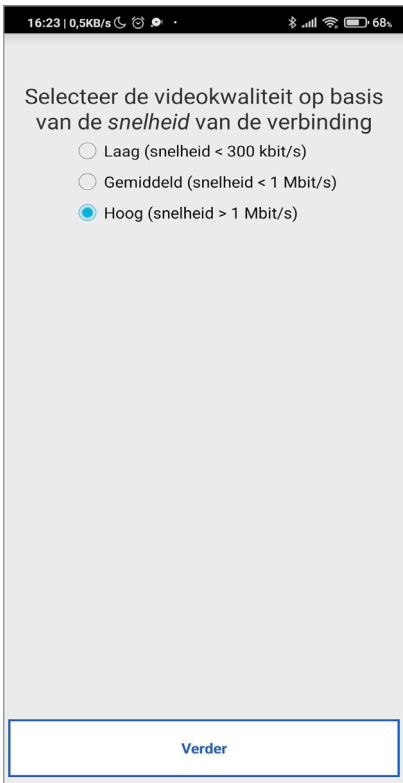 16:23 | 0,5KB/s 68%
Selecteer de videokwaliteit op basis
van de snelheid van de verbinding
Laag (snelheid < 300 kbit/s)
Gemiddeld (snelheid < 1 Mbit/s)
Hoog (snelheid > 1 Mbit/s)
Verder